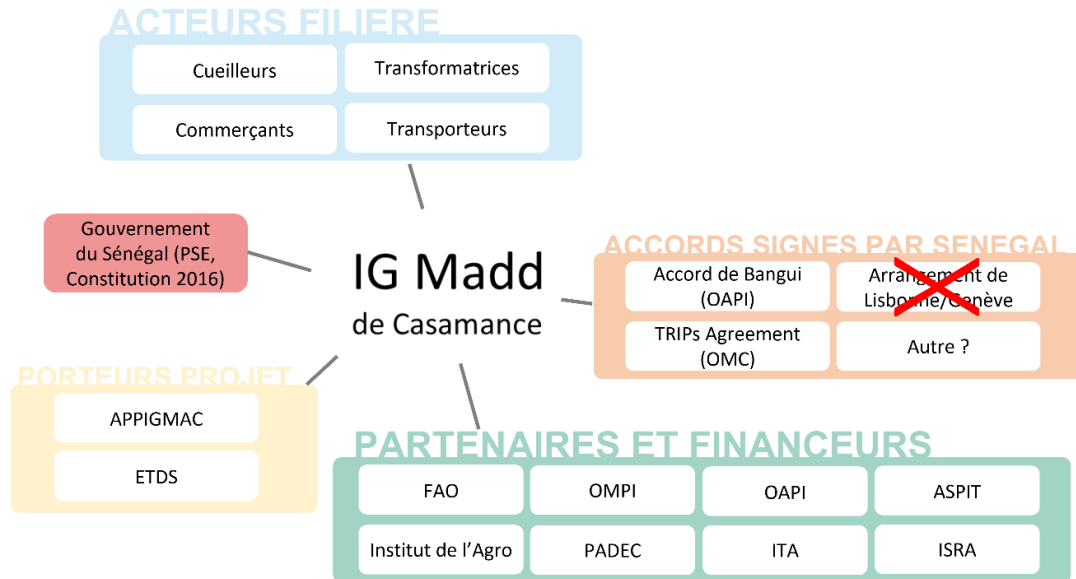 ACTEURS FILIERE
Cueilleurs
Transformatrices
Commerçants
Transporteurs
Gouvernement
du Sénégal (PSE,
Constitution 2016)
IG Madd
de Casamance
ACCORDS SIGNES PAR SENEGAL
Accord de Bangui
(OAPI)
Arrangement de
Lisbonne/Genève
TRIPs Agreement
(OMC)
Autre ?
PORTEURS PROJET
APPIGMAC
ETDS
PARTENAIRES ET FINANCEURS
FAO
OMPI
OAPI
ASPIT
Institut de l’Agro
PADEC
ITA
ISRA